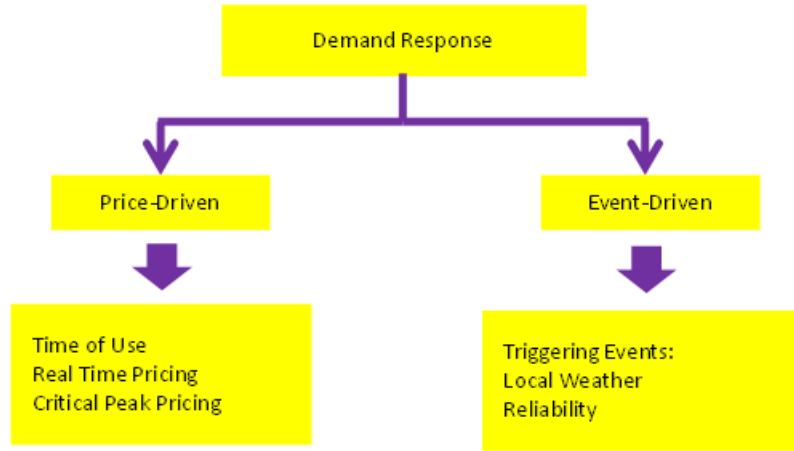 Demand Response
Price-Driven
Event-Driven
Time of Use
Real Time Pricing
Critical Peak Pricing
Triggering Events:
Local Weather
Reliability